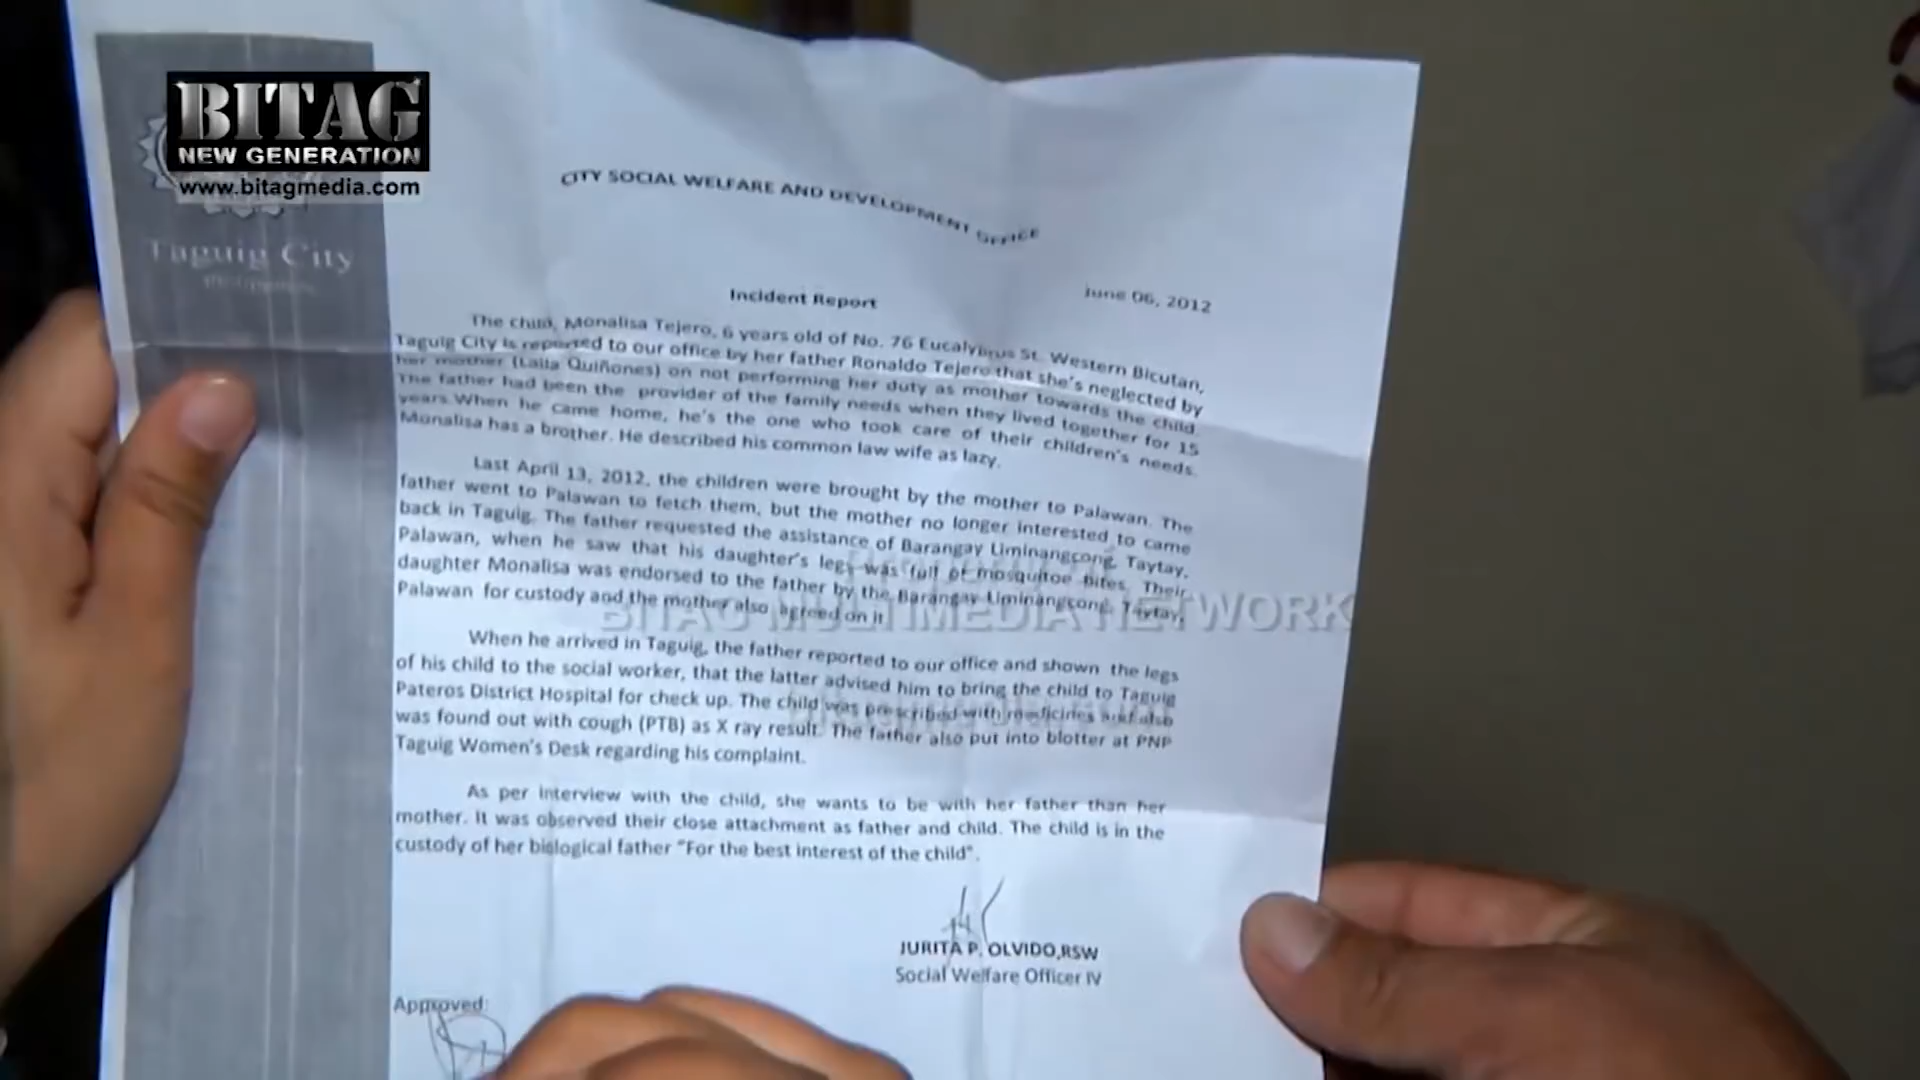 BITAG
NEW GENERATION
www.bitagmedia.com
Taguig City
CITY SOCIAL WELFARE AND DEVELOPMENT OFFICE
June 06, 2012
Incident Report
The child, Monalisa Tejero, 6 years old of No. 76 Eucalyptus St. Western Bicutan,
Taguig City is reported to our office by her father Ronaldo Tejero that she's neglected by
her mother (Laila Quiñones) on not performing her duty as mother towards the child.
The father had been the provider of the family needs when they lived together for 15
years.When he came home, he's the one who took care of their children's needs.
Monalisa has a brother. He described his common law wife as lazy.
Last April 13, 2012, the children were brought by the mother to Palawan. The
father went to Palawan to fetch them, but the mother no longer interested to came
back in Taguig. The father requested the assistance of Barangay Liminangcong, Taytay,
Palawan, when he saw that his daughter's legs was full of mosquitoe bites. Their
daughter Monalisa was endorsed to the father by the Barangay Liminangcong, Taytay,
Palawan for custody and the mother also agreed on it.
BITAG MULTIMEDIA NETWORK
When he arrived in Taguig, the father reported to our office and shown the legs
of his child to the social worker, that the latter advised him to bring the child to Taguig
Pateros District Hospital for check up. The child was prescribed with medicines and also
was found out with cough (PTB) as X ray result. The father also put into blotter at PNP
Taguig Women's Desk regarding his complaint.
As per interview with the child, she wants to be with her father than her
mother. It was observed their close attachment as father and child. The child is in the
custody of her biological father "For the best interest of the child".
JURITA P. OLVIDO,RSW
Social Welfare Officer IV
Approved: